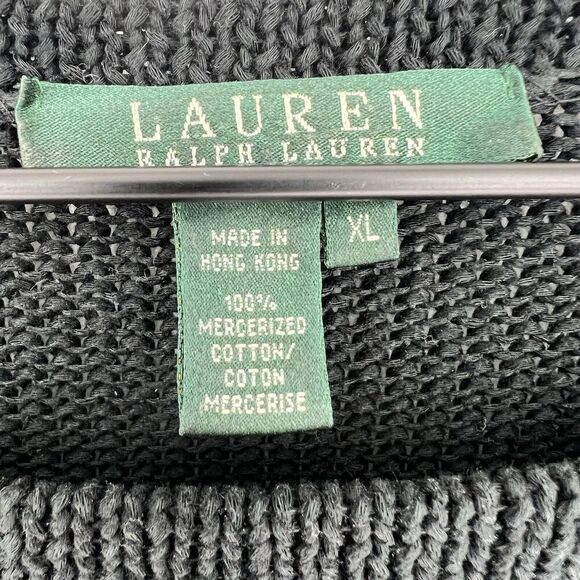 LAUREN
RALPH LAUREN
XL
MADE IN
HONG KONG
100%
MERCERIZED
COTTON/
COTON
MERCERISE